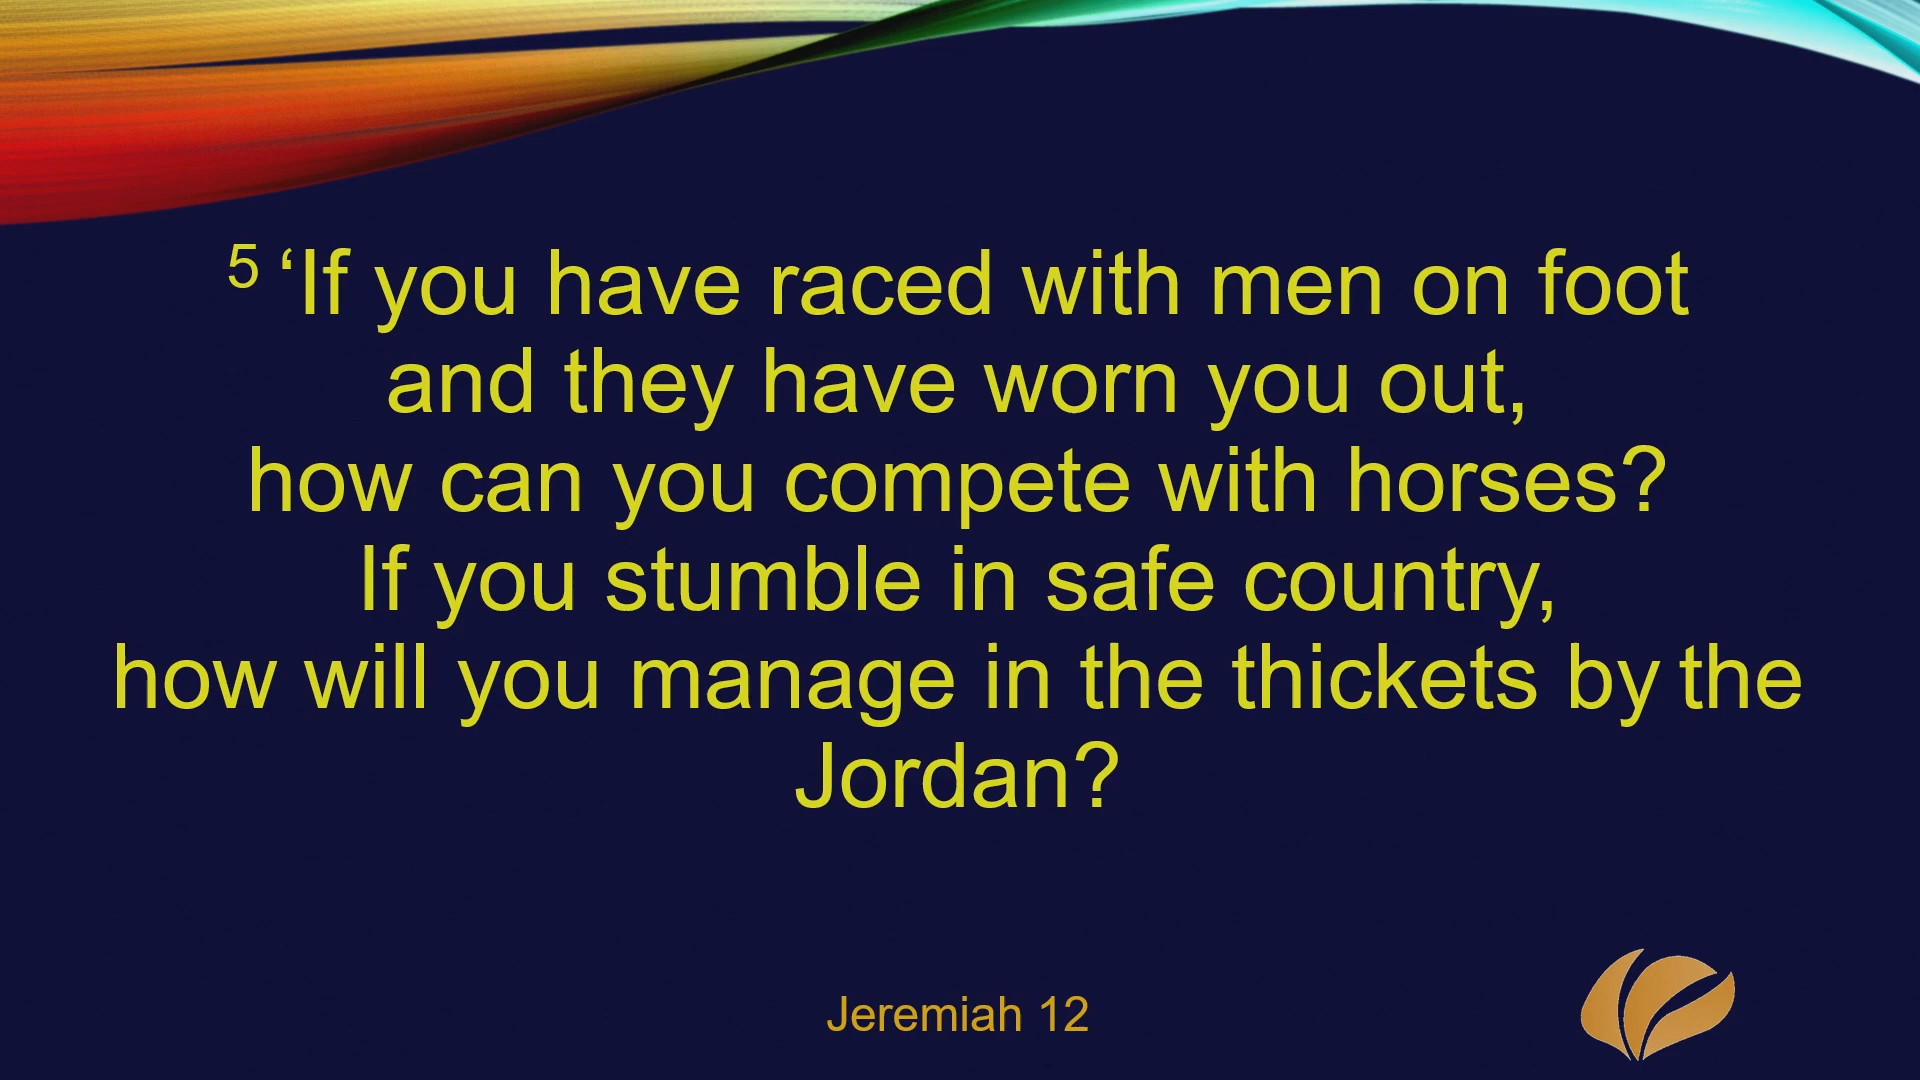 5 ‘If you have raced with men on foot
and they have worn you out,
how can you compete with horses?
If you stumble in safe country,
how will you manage in the thickets by the
Jordan?
Jeremiah 12